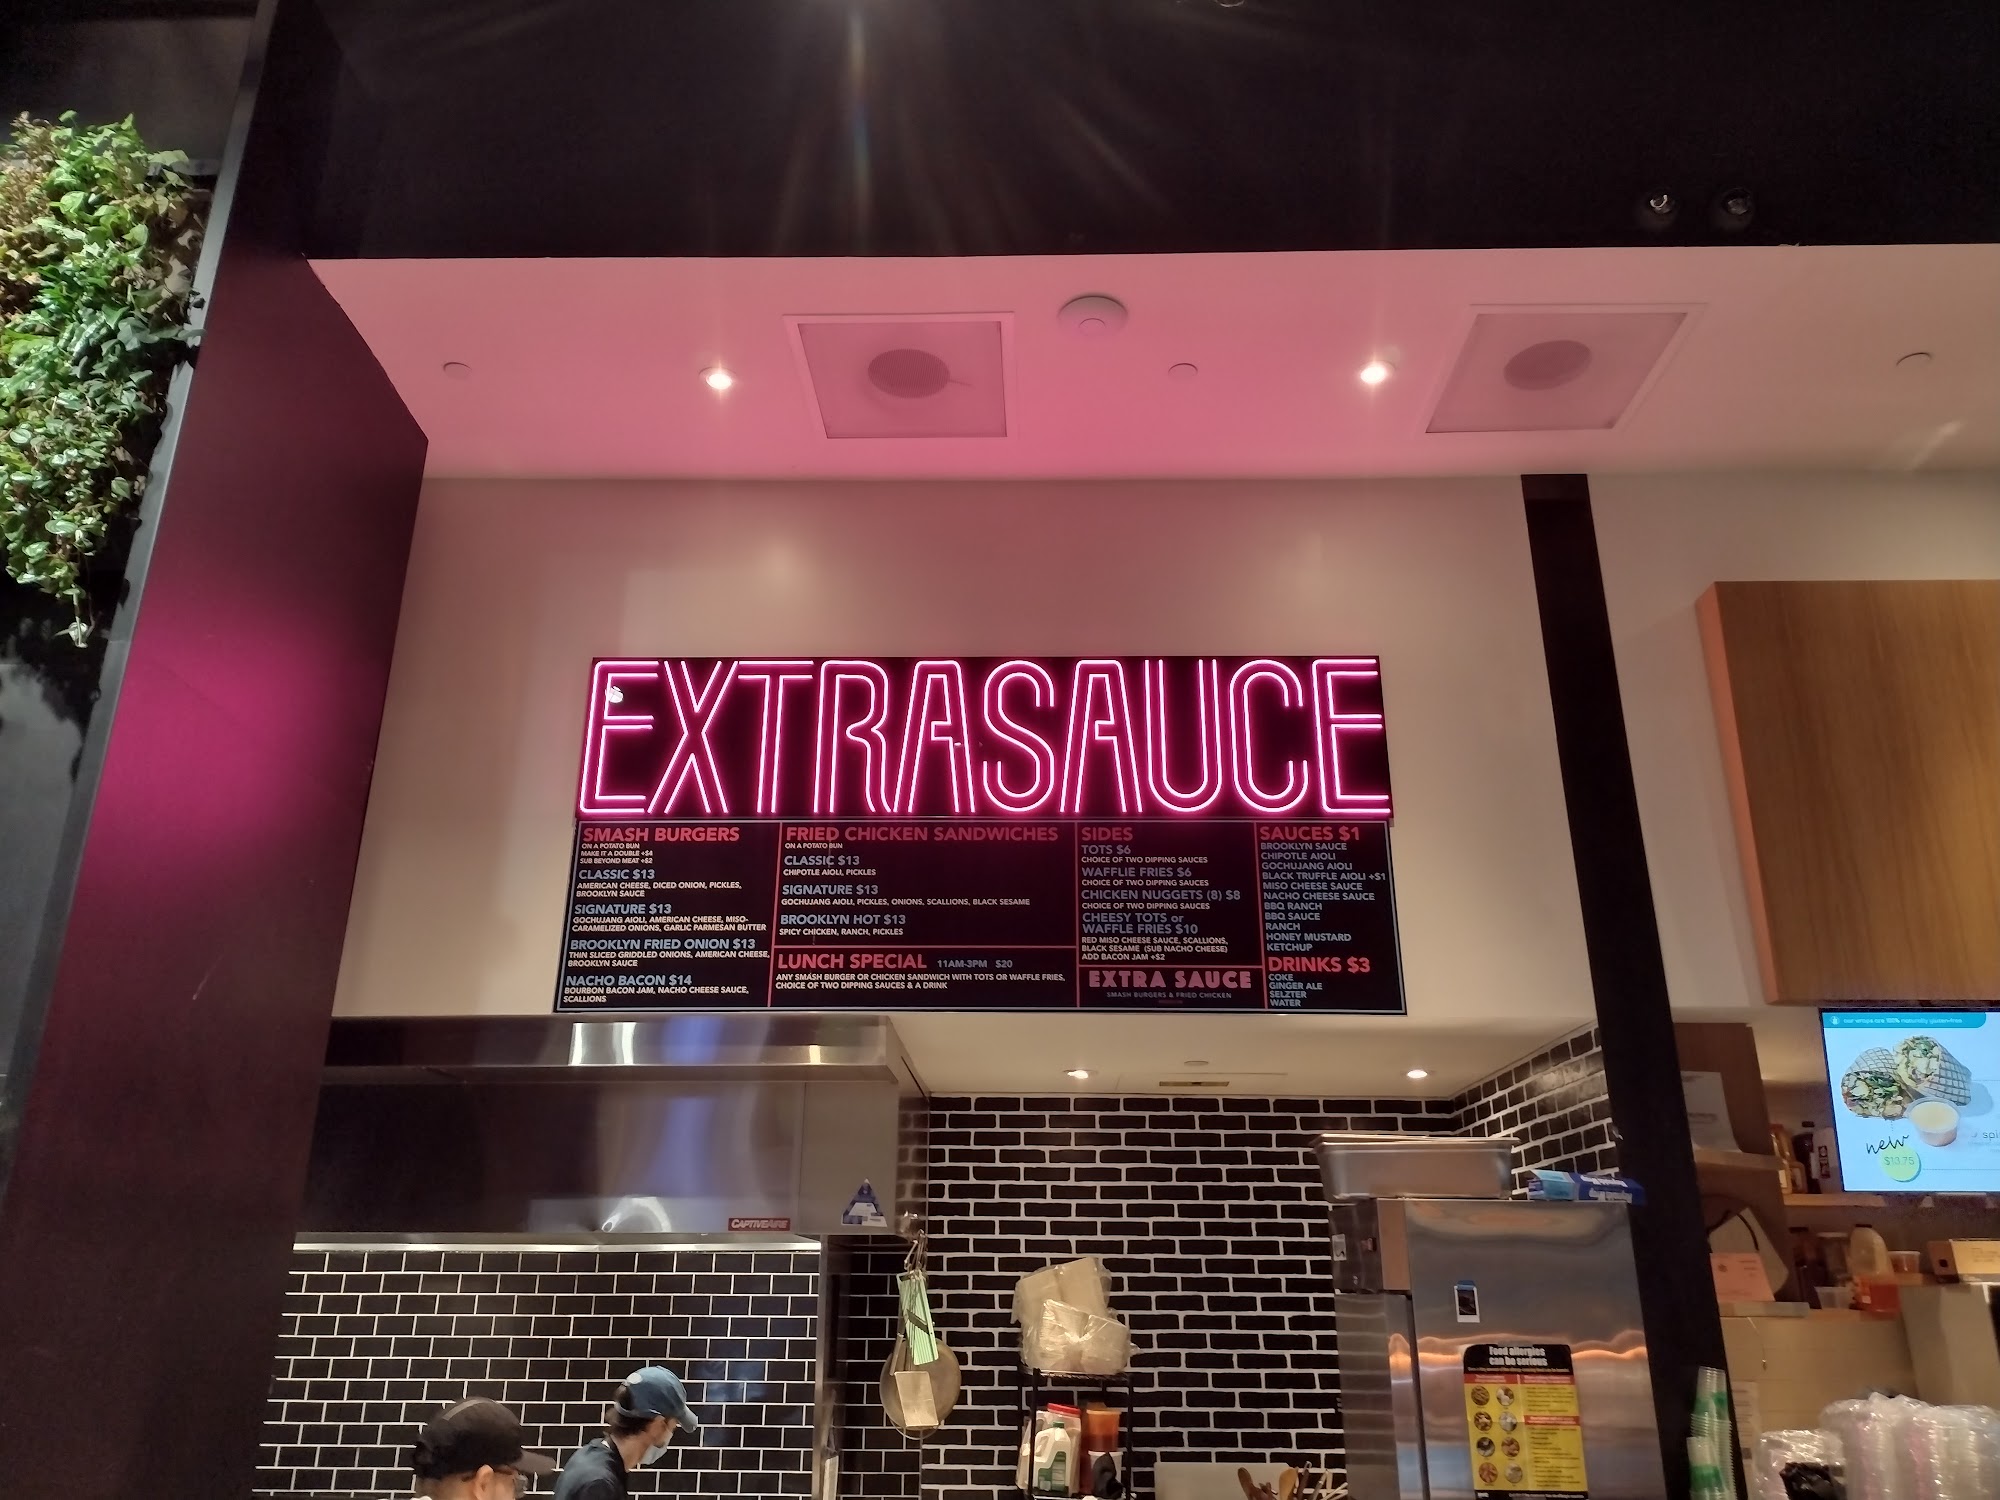 EXTRASAUCE
SMASH BURGERS
ON A POTATO BUN
MAKE IT A DOUBLE +$4
SUB BEYOND MEAT +$2
CLASSIC $13
AMERICAN CHEESE, DICED ONION, PICKLES,
BROOKLYN SAUCE
SIGNATURE $13
GOCHUJANG AIOLI, AMERICAN CHEESE, MISO-
CARAMELIZED ONIONS, GARLIC PARMESAN BUTTER
BROOKLYN FRIED ONION $13
THIN SLICED GRIDDLED ONIONS, AMERICAN CHEESE,
BROOKLYN SAUCE
NACHO BACON $14
BOURBON BACON JAM, NACHO CHEESE SAUCE,
SCALLIONS
FRIED CHICKEN SANDWICHES
ON A POTATO BUN
CLASSIC $13
CHIPOTLE AIOLI, PICKLES
SIGNATURE $13
GOCHUJANG AIOLI, PICKLES, ONIONS, SCALLIONS, BLACK SESAME
BROOKLYN HOT $13
SPICY CHICKEN, RANCH, PICKLES
LUNCH SPECIAL 11AM-3PM $20
ANY SMASH BURGER OR CHICKEN SANDWICH WITH TOTS OR WAFFLE FRIES,
CHOICE OF TWO DIPPING SAUCES & A DRINK
SIDES
TOTS $6
CHOICE OF TWO DIPPING SAUCES
WAFFLIE FRIES $6
CHOICE OF TWO DIPPING SAUCES
CHICKEN NUGGETS (8) $8
CHOICE OF TWO DIPPING SAUCES
CHEESY TOTS or
WAFFLE FRIES $10
RED MISO CHEESE SAUCE, SCALLIONS,
BLACK SESAME (SUB NACHO CHEESE)
ADD BACON JAM +$2
EXTRA SAUCE
SMASH BURGERS & FRIED CHICKEN
SAUCES $1
BROOKLYN SAUCE
CHIPOTLE AIOLI
GOCHUJANG AIOLI
BLACK TRUFFLE AIOLI +$1
MISO CHEESE SAUCE
NACHO CHEESE SAUCE
BBQ RANCH
BBQ SAUCE
RANCH
HONEY MUSTARD
KETCHUP
DRINKS $3
COKE
GINGER ALE
SELZTER
WATER
our wraps are 100% naturally gluten-free
new
$13.75
spi
CAPTIVEAIRE
Food allergies
can be serious